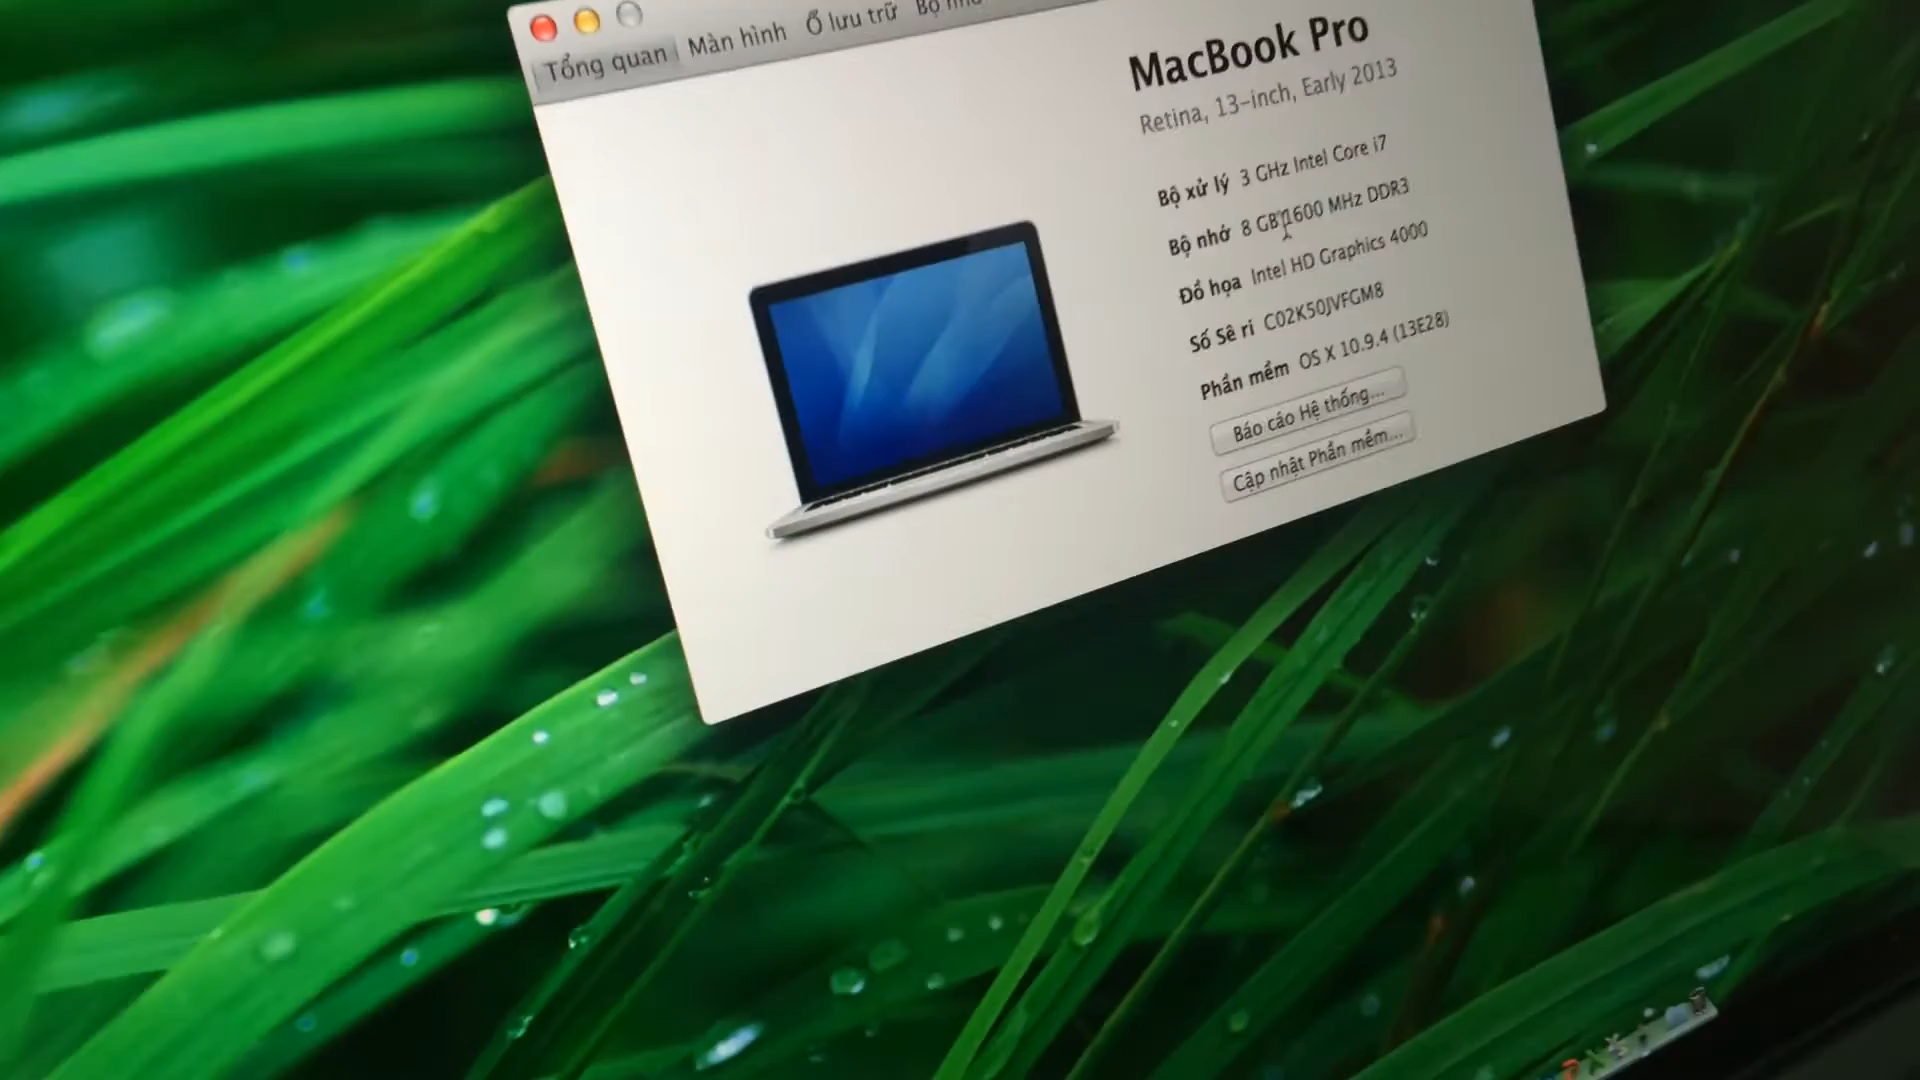 Tổng quan Màn hình Ổ lưu trữ Bộ nhớ
MacBook Pro
Retina, 13-inch, Early 2013
Bộ xử lý 3 GHz Intel Core i7
Bộ nhớ 8 GB 1600 MHz DDR3
Đồ họa Intel HD Graphics 4000
Số Sê ri C02K50JVFGM8
Phần mềm OS X 10.9.4 (13E28)
Báo cáo Hệ thống...
Cập nhật Phần mềm...